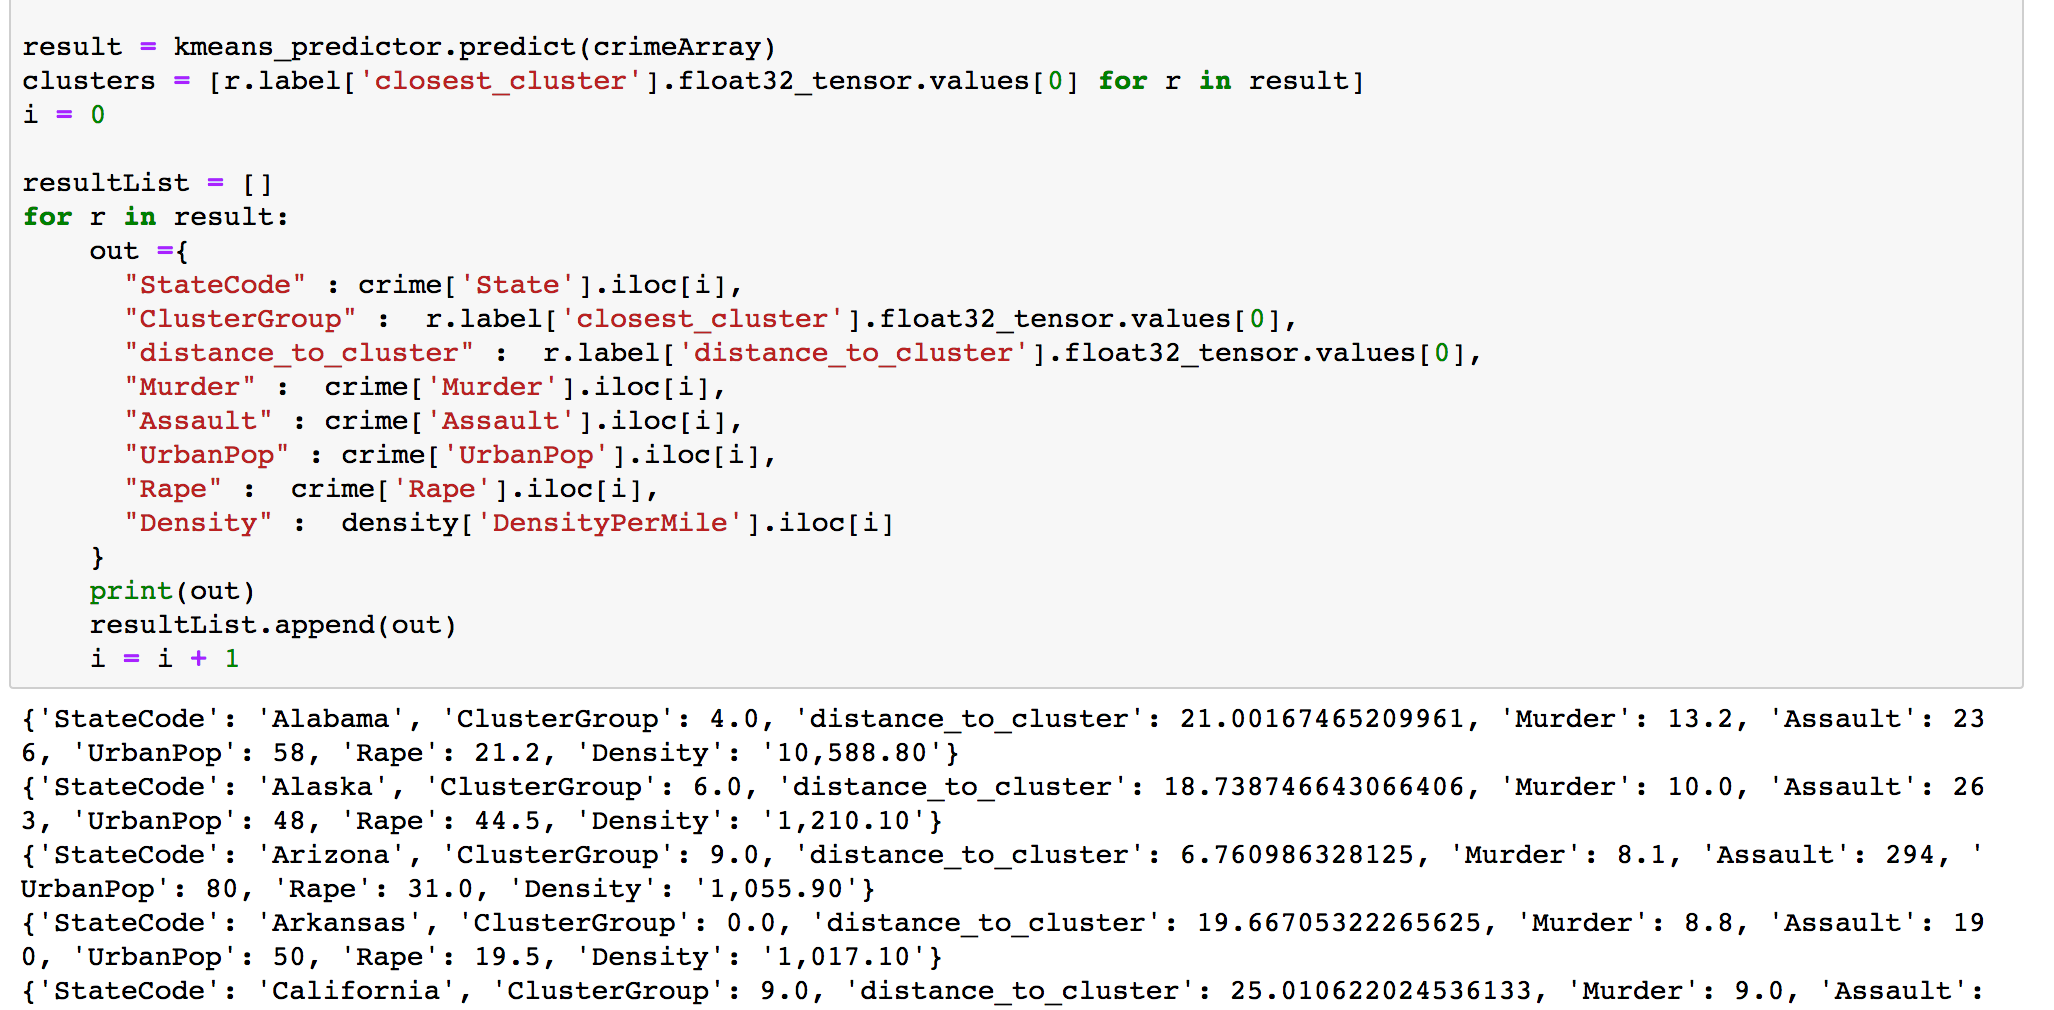 result = kmeans_predictor.predict(crimeArray)
clusters = [r.label['closest_cluster'].float32_tensor.values[0] for r in result]
i = 0
resultList = []
for r in result:
    out ={
      "StateCode" : crime['State'].iloc[i],
      "ClusterGroup" :  r.label['closest_cluster'].float32_tensor.values[0],
      "distance_to_cluster" :  r.label['distance_to_cluster'].float32_tensor.values[0],
      "Murder" :  crime['Murder'].iloc[i],
      "Assault" : crime['Assault'].iloc[i],
      "UrbanPop" : crime['UrbanPop'].iloc[i],
      "Rape" :  crime['Rape'].iloc[i],
      "Density" :  density['DensityPerMile'].iloc[i]
    }
    print(out)
    resultList.append(out)
    i = i + 1
{'StateCode': 'Alabama', 'ClusterGroup': 4.0, 'distance_to_cluster': 21.00167465209961, 'Murder': 13.2, 'Assault': 23
6, 'UrbanPop': 58, 'Rape': 21.2, 'Density': '10,588.80'}
{'StateCode': 'Alaska', 'ClusterGroup': 6.0, 'distance_to_cluster': 18.738746643066406, 'Murder': 10.0, 'Assault': 26
3, 'UrbanPop': 48, 'Rape': 44.5, 'Density': '1,210.10'}
{'StateCode': 'Arizona', 'ClusterGroup': 9.0, 'distance_to_cluster': 6.760986328125, 'Murder': 8.1, 'Assault': 294, '
UrbanPop': 80, 'Rape': 31.0, 'Density': '1,055.90'}
{'StateCode': 'Arkansas', 'ClusterGroup': 0.0, 'distance_to_cluster': 19.66705322265625, 'Murder': 8.8, 'Assault': 19
0, 'UrbanPop': 50, 'Rape': 19.5, 'Density': '1,017.10'}
{'StateCode': 'California', 'ClusterGroup': 9.0, 'distance_to_cluster': 25.010622024536133, 'Murder': 9.0, 'Assault':